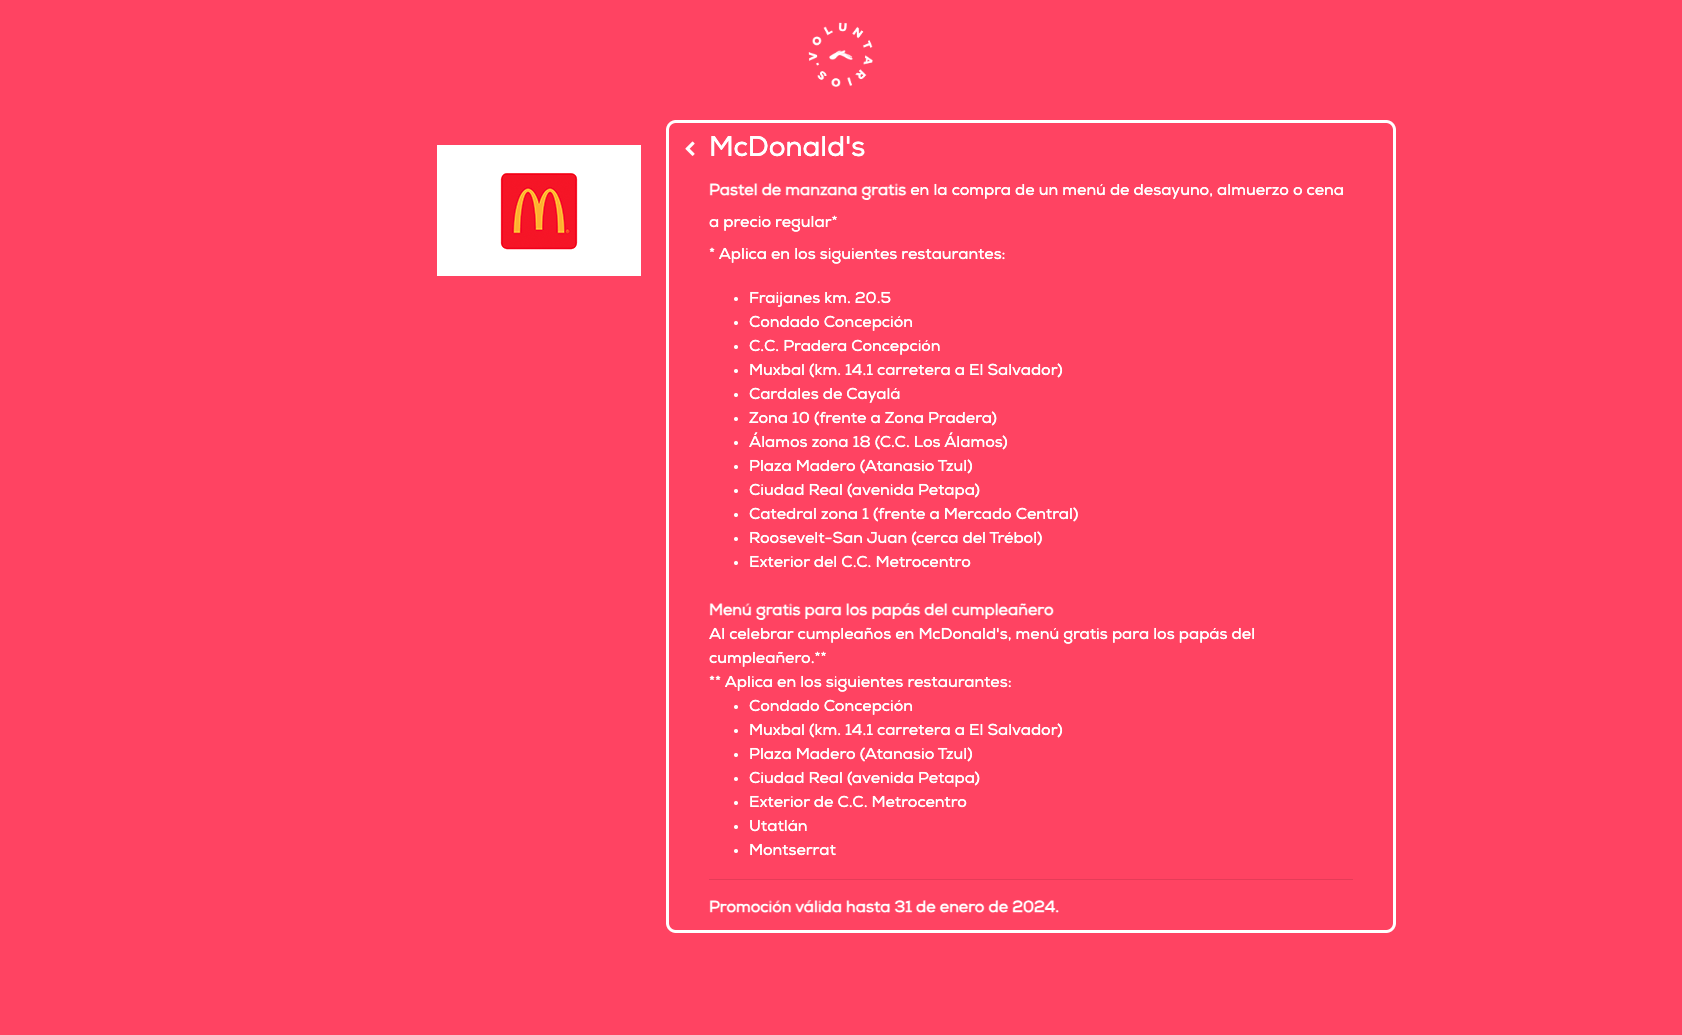 VOLUNTARIOS.
McDonald's
Pastel de manzana gratis en la compra de un menú de desayuno, almuerzo o cena
a precio regular*
* Aplica en los siguientes restaurantes:
• Fraijanes km. 20.5
• Condado Concepción
• C.C. Pradera Concepción
• Muxbal (km. 14.1 carretera a El Salvador)
• Cardales de Cayalá
• Zona 10 (frente a Zona Pradera)
• Álamos zona 18 (C.C. Los Álamos)
• Plaza Madero (Atanasio Tzul)
• Ciudad Real (avenida Petapa)
• Catedral zona 1 (frente a Mercado Central)
• Roosevelt-San Juan (cerca del Trébol)
• Exterior del C.C. Metrocentro
Menú gratis para los papás del cumpleañero
Al celebrar cumpleaños en McDonald's, menú gratis para los papás del
cumpleañero.**
** Aplica en los siguientes restaurantes:
• Condado Concepción
• Muxbal (km. 14.1 carretera a El Salvador)
• Plaza Madero (Atanasio Tzul)
• Ciudad Real (avenida Petapa)
• Exterior de C.C. Metrocentro
• Utatlán
• Montserrat
Promoción válida hasta 31 de enero de 2024.